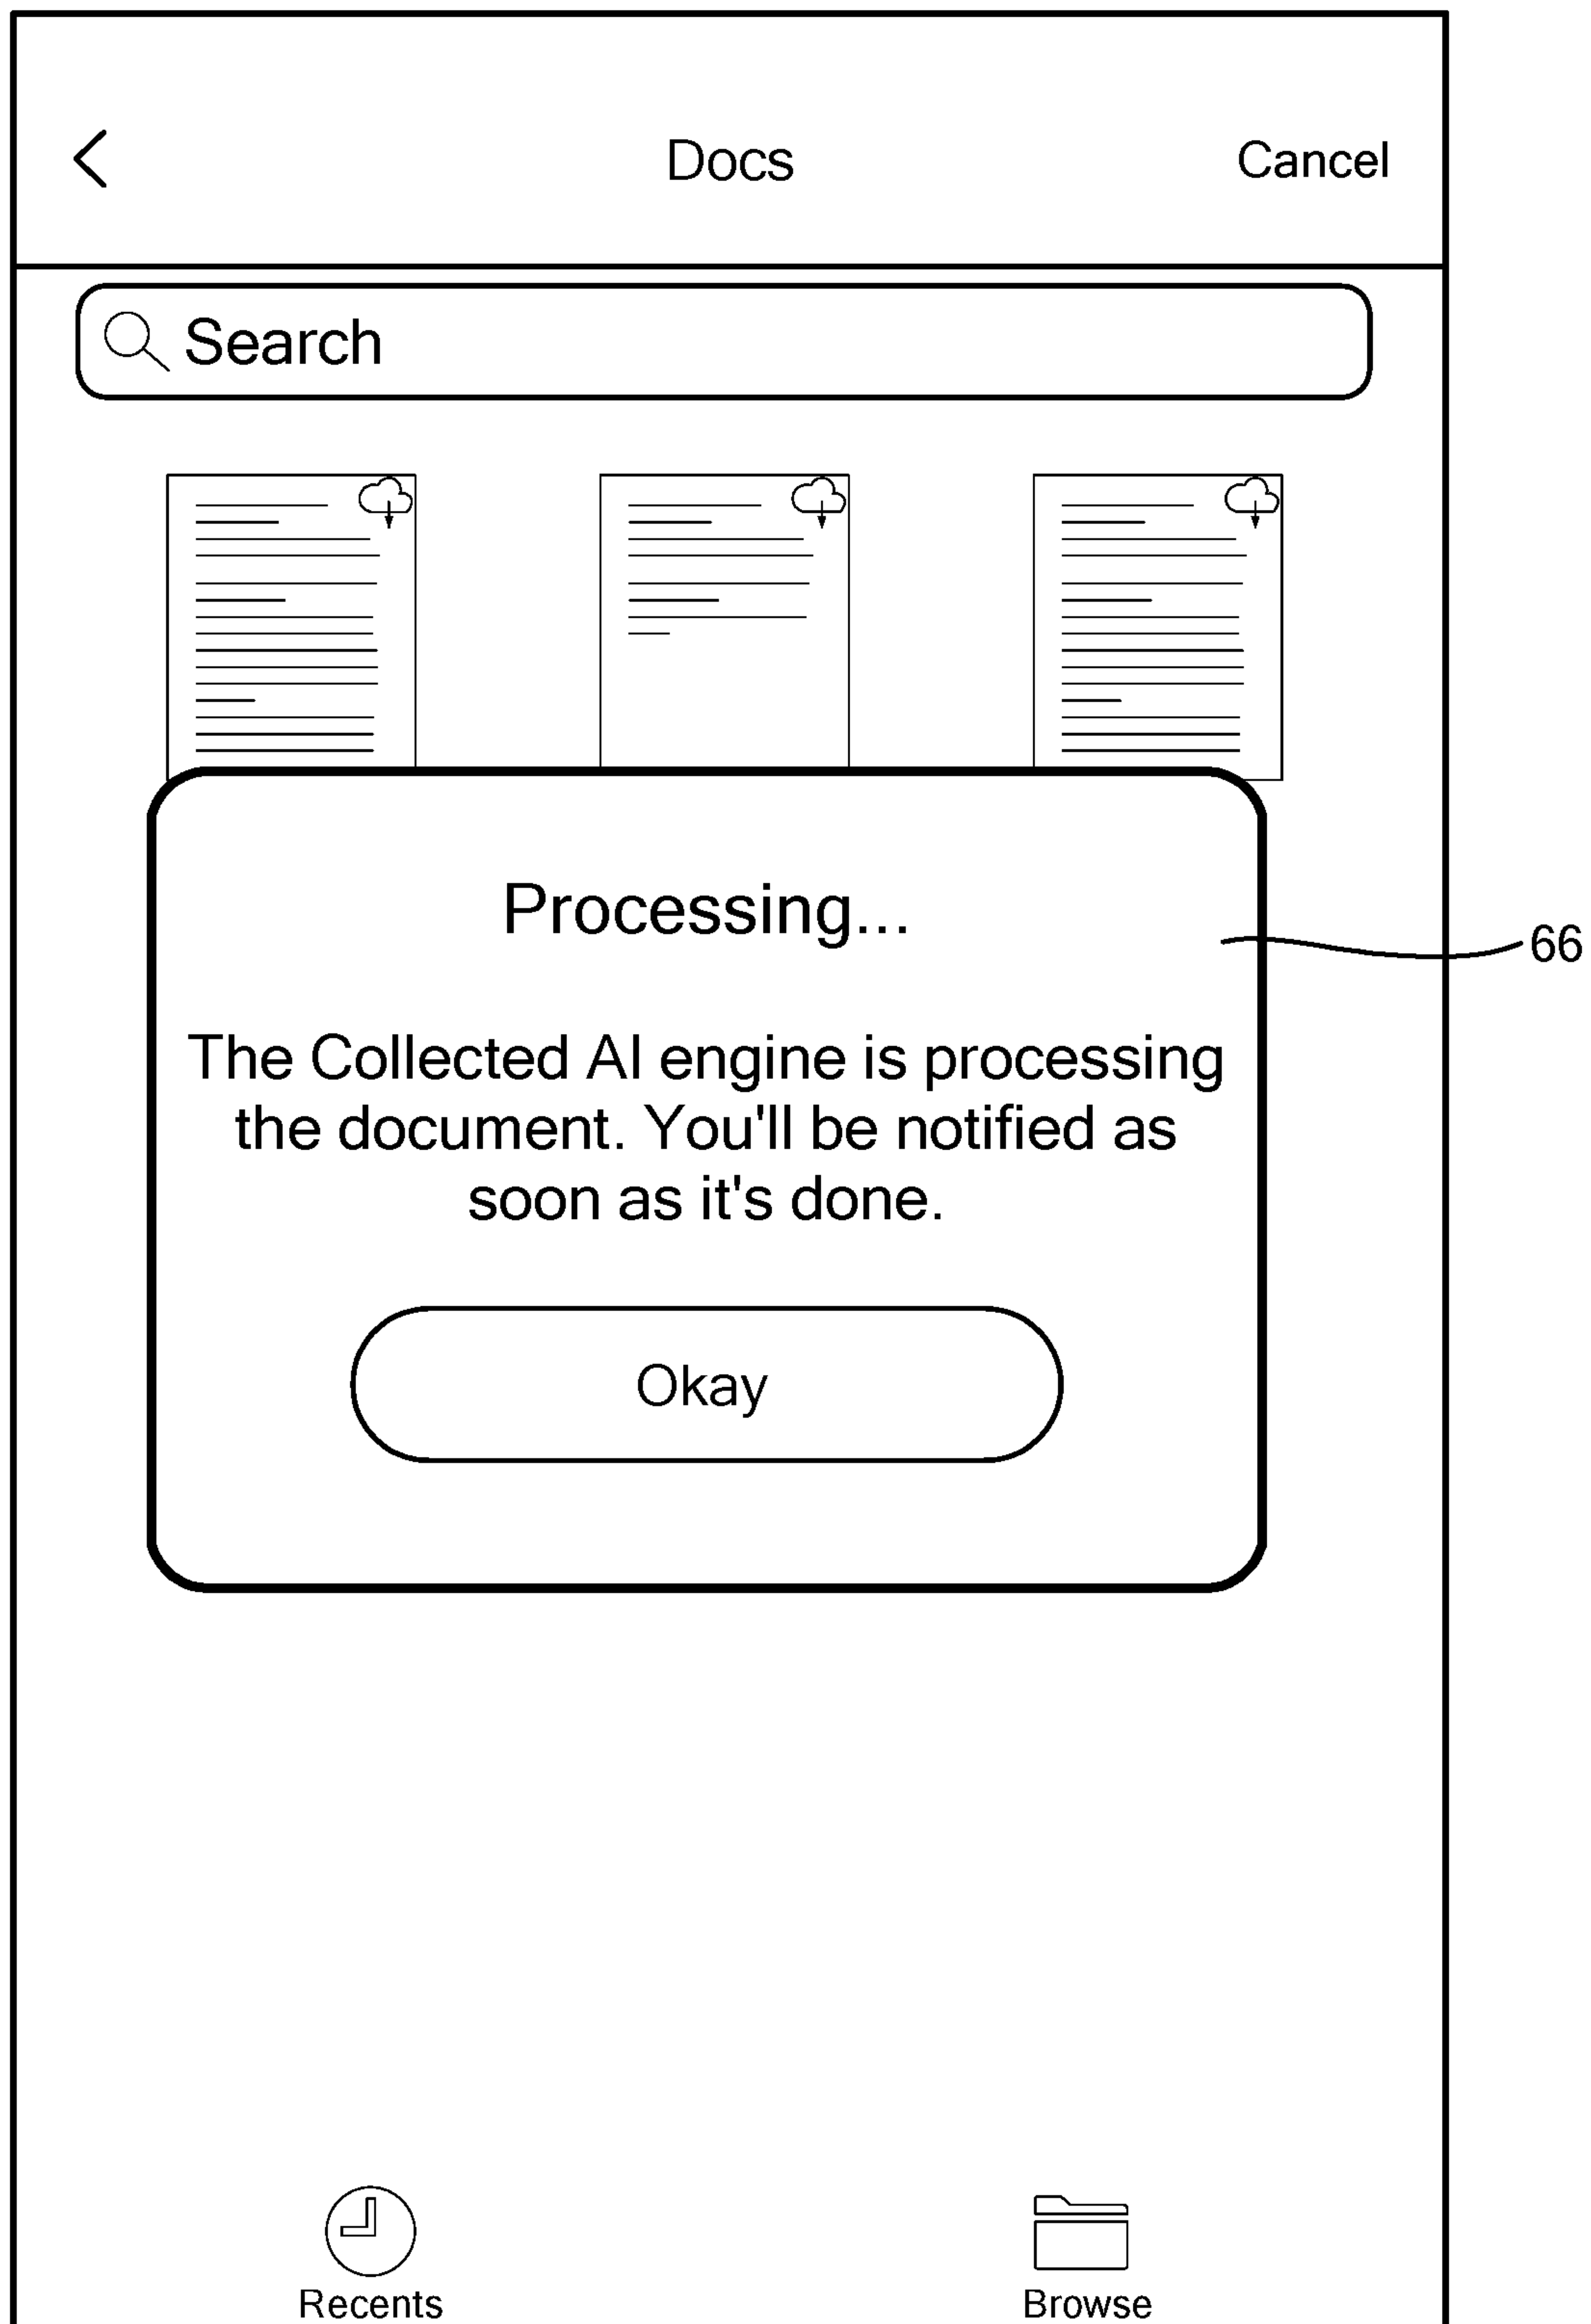 Docs
Cancel
Search
Processing...
66
The Collected AI engine is processing
the document. You'll be notified as
soon as it's done.
Okay
Recents
Browse